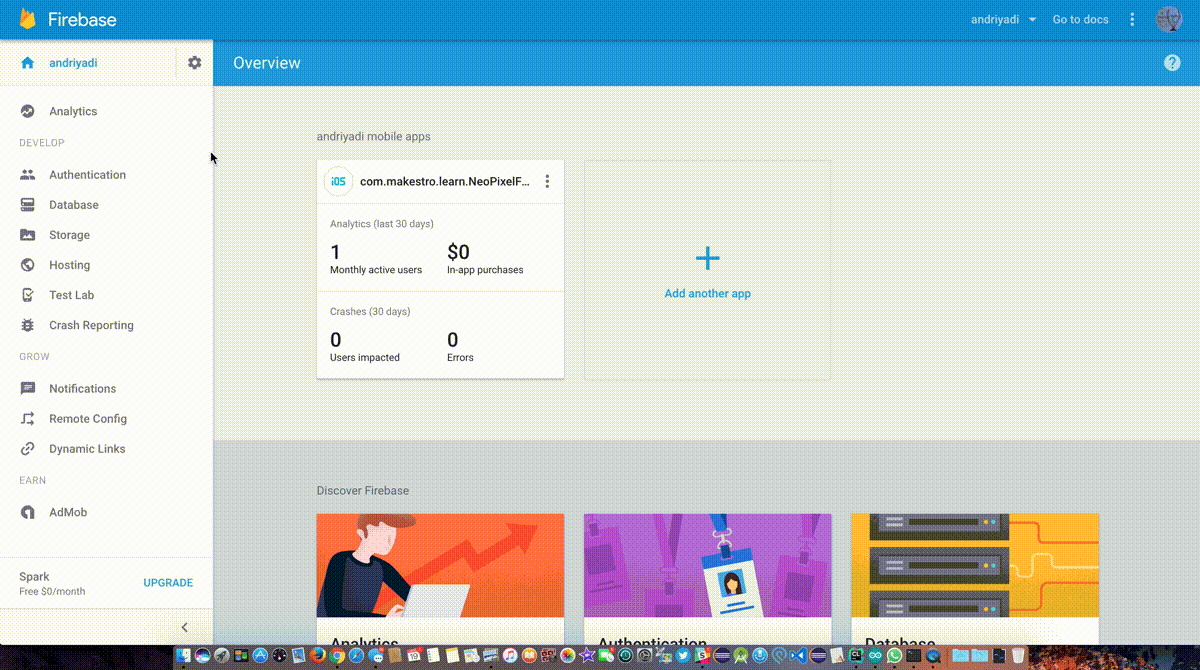 Firebase
andriyadi
Go to docs
andriyadi
Overview
Analytics
DEVELOP
Authentication
Database
Storage
Hosting
Test Lab
Crash Reporting
GROW
Notifications
Remote Config
Dynamic Links
EARN
AdMob
Spark
Free $0/month
UPGRADE
andriyadi mobile apps
iOS
com.makestro.learn.NeoPixelF...
Analytics (last 30 days)
1 $0
Monthly active users In-app purchases
Crashes (30 days)
0 0
Users impacted Errors
Add another app
Discover Firebase
Analytics
Authentication
Database
19